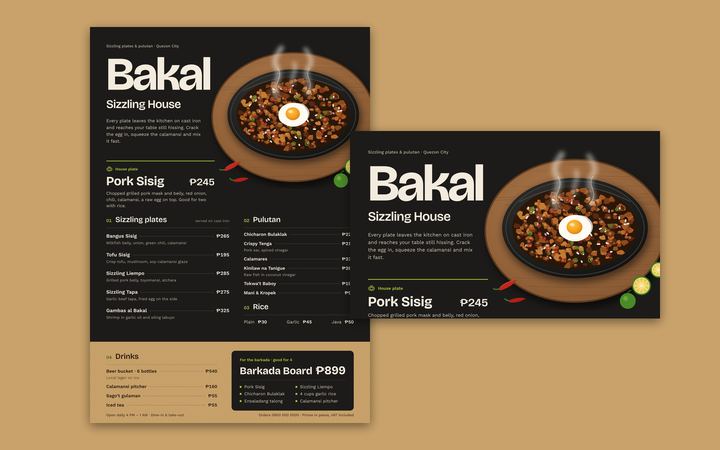 Sizzling plates & pulutan · Quezon City
Bakal
Sizzling House
Every plate leaves the kitchen on cast iron
and reaches your table still hissing. Crack
the egg in, squeeze the calamansi and mix
it fast.
House plate
Pork Sisig ₱245
Chopped grilled pork mask and belly, red onion,
chili, calamansi, a raw egg on top. Good for two
with rice.
01 Sizzling plates served on cast iron
Bangus Sisig ₱265
Milkfish belly, onion, green chili, calamansi
Tofu Sisig ₱195
Crisp tofu, mushroom, soy-calamansi glaze
Sizzling Liempo ₱285
Grilled pork belly, toyomansi, atchara
Sizzling Tapa ₱275
Garlic beef tapa, fried egg on the side
Gambas al Bakal ₱325
Shrimp in garlic oil and siling labuyo
02 Pulutan
Chicharon Bulaklak
Crispy Tenga
Pork ear, spiced vinegar
Calamares
Kinilaw na Tanigue
Raw fish in coconut vinegar
Tokwa't Baboy
Mani & Kropek
03 Rice
Plain ₱30 Garlic ₱45 Java ₱50
04 Drinks
Beer bucket · 6 bottles ₱540
Local lager on ice
Calamansi pitcher ₱160
Sago't gulaman ₱55
Iced tea ₱55
For the barkada · good for 4
Barkada Board ₱899
Pork Sisig
Chicharon Bulaklak
Ensaladang talong
Sizzling Liempo
4 cups garlic rice
Calamansi pitcher
Open daily 4 PM – 1 AM · Dine-in & take-out
Orders 0900 000 0000 · Prices in pesos, VAT included
Sizzling plates & pulutan · Quezon City
Bakal
Sizzling House
Every plate leaves the kitchen on cast iron
and reaches your table still hissing. Crack
the egg in, squeeze the calamansi and mix
it fast.
House plate
Pork Sisig ₱245
Chopped grilled pork mask and belly, red onion,